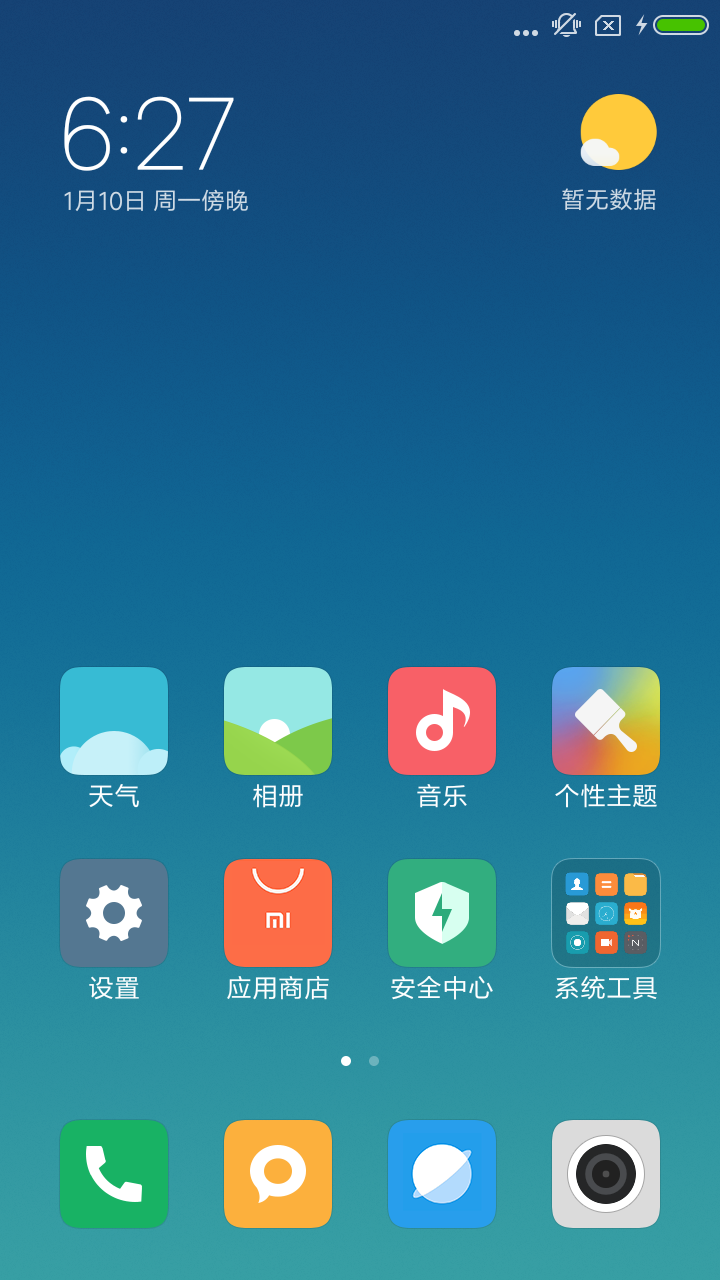 6:27
1月10日 周一傍晚
暂无数据
天气
相册
音乐
个性主题
mi
设置
应用商店
安全中心
系统工具
N